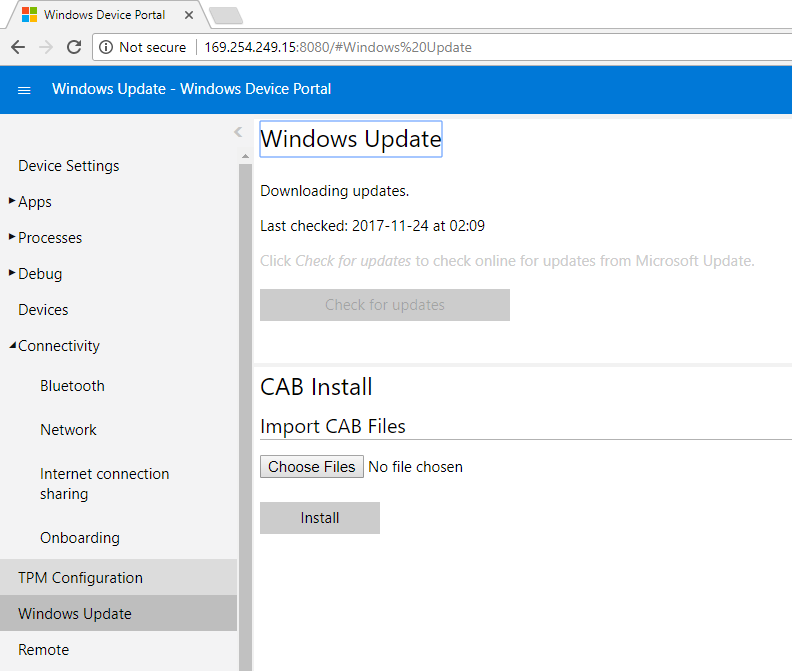 Windows Device Portal
Not secure 169.254.249.15:8080/#Windows%20Update
Windows Update - Windows Device Portal
Device Settings
Apps
Processes
Debug
Devices
Connectivity
Bluetooth
Network
Internet connection
sharing
Onboarding
TPM Configuration
Windows Update
Remote
Windows Update
Downloading updates.
Last checked: 2017-11-24 at 02:09
Click Check for updates to check online for updates from Microsoft Update.
Check for updates
CAB Install
Import CAB Files
Choose Files No file chosen
Install